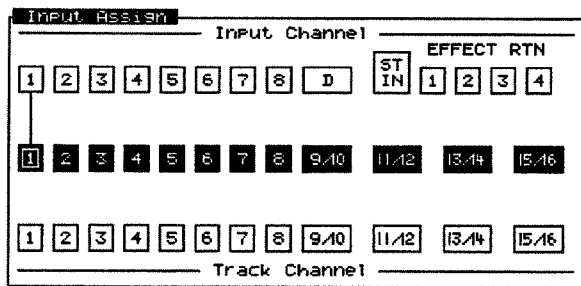 Input Assign
Input Channel
EFFECT RTN
1 2 3 4 5 6 7 8 D ST IN 1 2 3 4
1 2 3 4 5 6 7 8 9/10 11/12 13/14 15/16
1 2 3 4 5 6 7 8 9/10 11/12 13/14 15/16
Track Channel